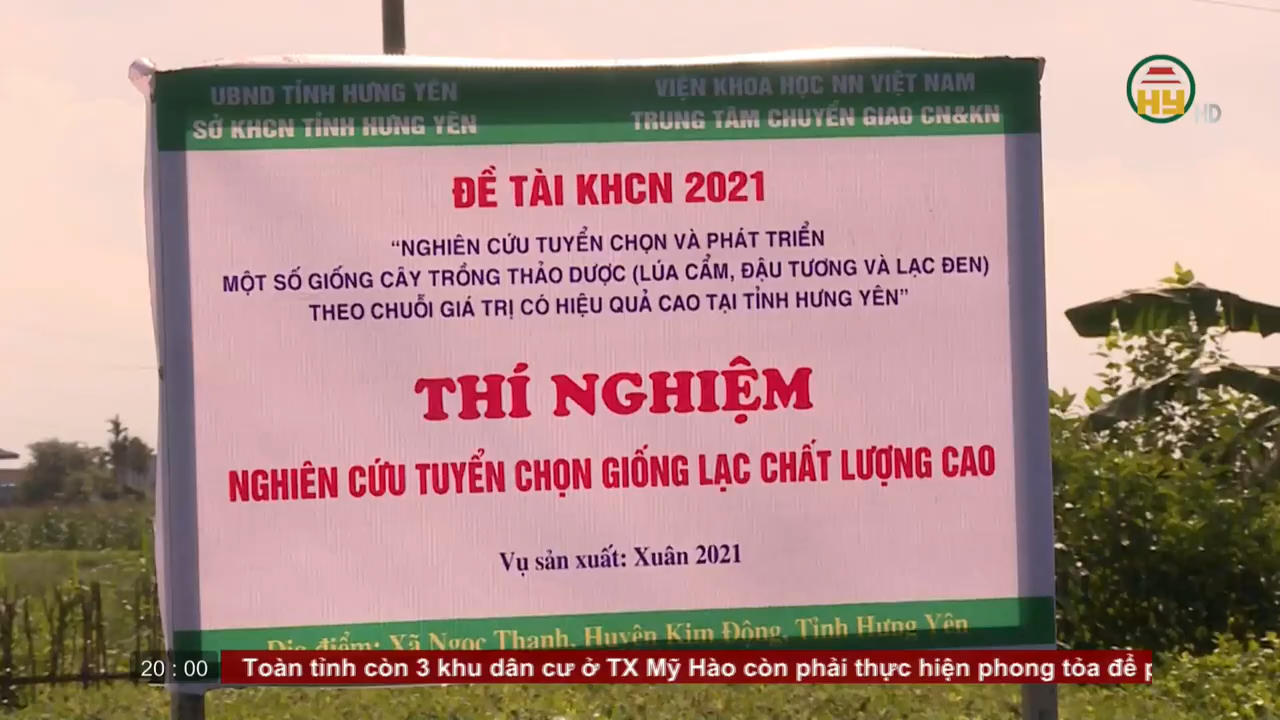 UBND TỈNH HƯNG YÊN
SỞ KHCN TỈNH HƯNG YÊN
VIỆN KHOA HỌC NN VIỆT NAM
TRUNG TÂM CHUYỂN GIAO CN&KN
HY HD
ĐỀ TÀI KHCN 2021
“NGHIÊN CỨU TUYỂN CHỌN VÀ PHÁT TRIỂN
MỘT SỐ GIỐNG CÂY TRỒNG THẢO DƯỢC (LÚA CẨM, ĐẬU TƯƠNG VÀ LẠC ĐEN)
THEO CHUỖI GIÁ TRỊ CÓ HIỆU QUẢ CAO TẠI TỈNH HƯNG YÊN”
THÍ NGHIỆM
NGHIÊN CỨU TUYỂN CHỌN GIỐNG LẠC CHẤT LƯỢNG CAO
Vụ sản xuất: Xuân 2021
Địa điểm: Xã Ngọc Thanh, Huyện Kim Động, Tỉnh Hưng Yên
20 : 00 Toàn tỉnh còn 3 khu dân cư ở TX Mỹ Hào còn phải thực hiện phong tỏa để